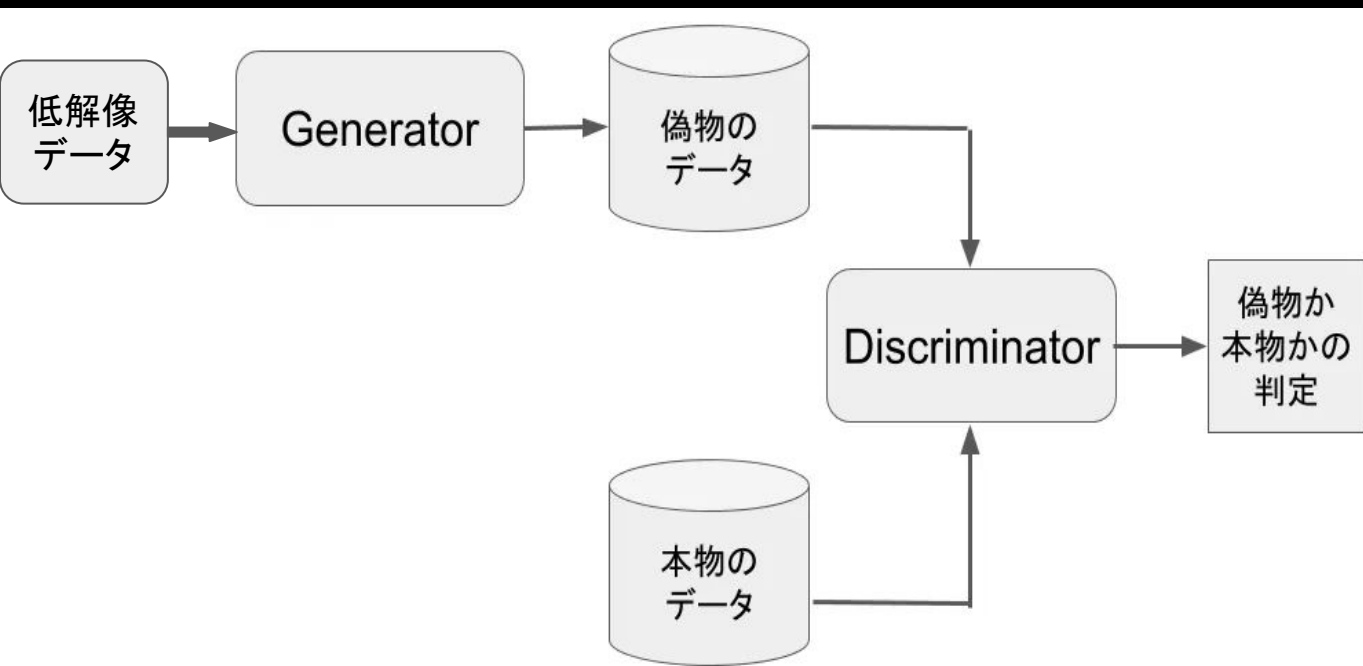 低解像
データ
Generator
偽物の
データ
Discriminator
偽物か
本物かの
判定
本物の
データ